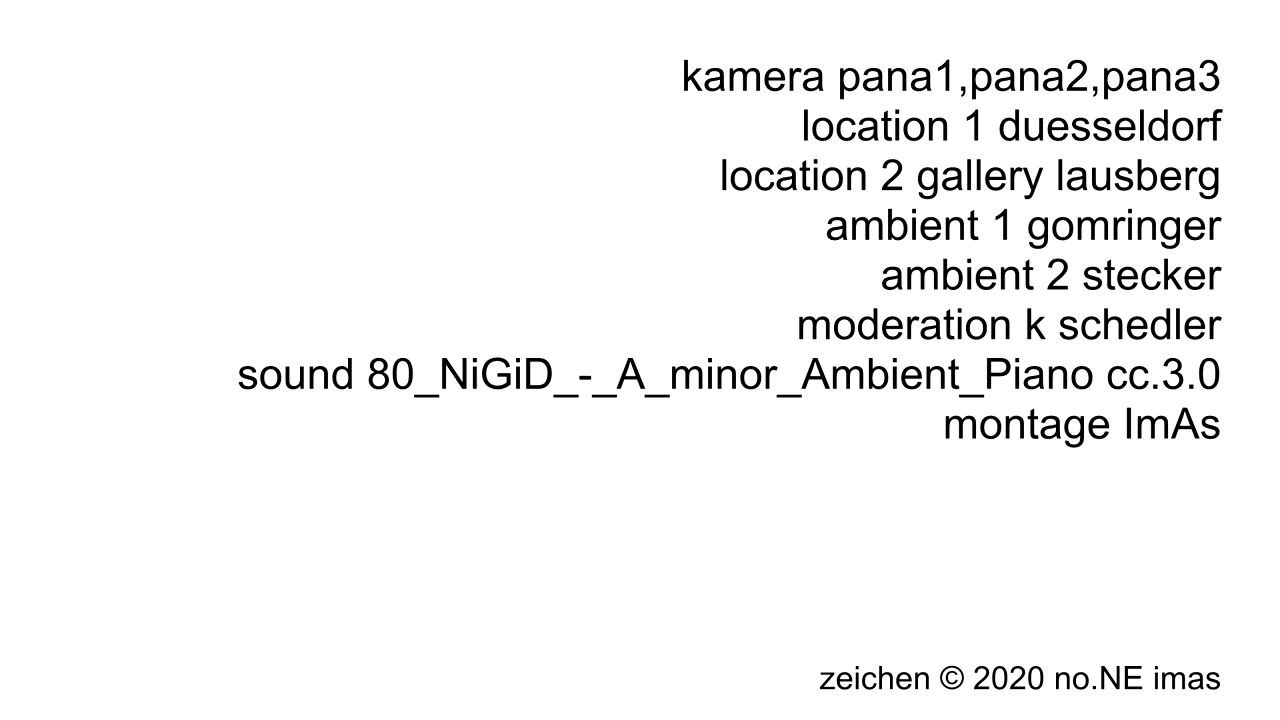 kamera pana1,pana2,pana3
location 1 duesseldorf
location 2 gallery lausberg
ambient 1 gomringer
ambient 2 stecker
moderation k schedler
sound 80_NiGiD_-_A_minor_Ambient_Piano cc.3.0
montage ImAs
zeichen © 2020 no.NE imas